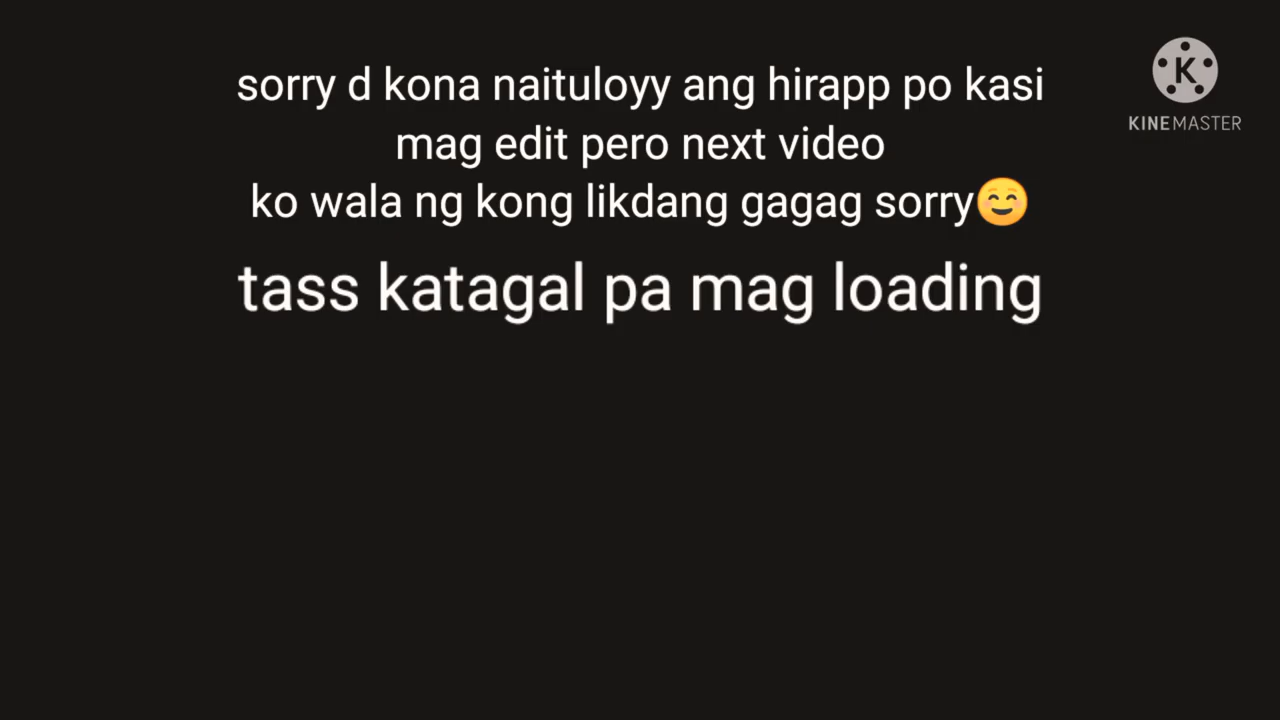 sorry d kona naituloyy ang hirapp po kasi
mag edit pero next video
ko wala ng kong likdang gagag sorry☺️
tass katagal pa mag loading
K
KINEMASTER